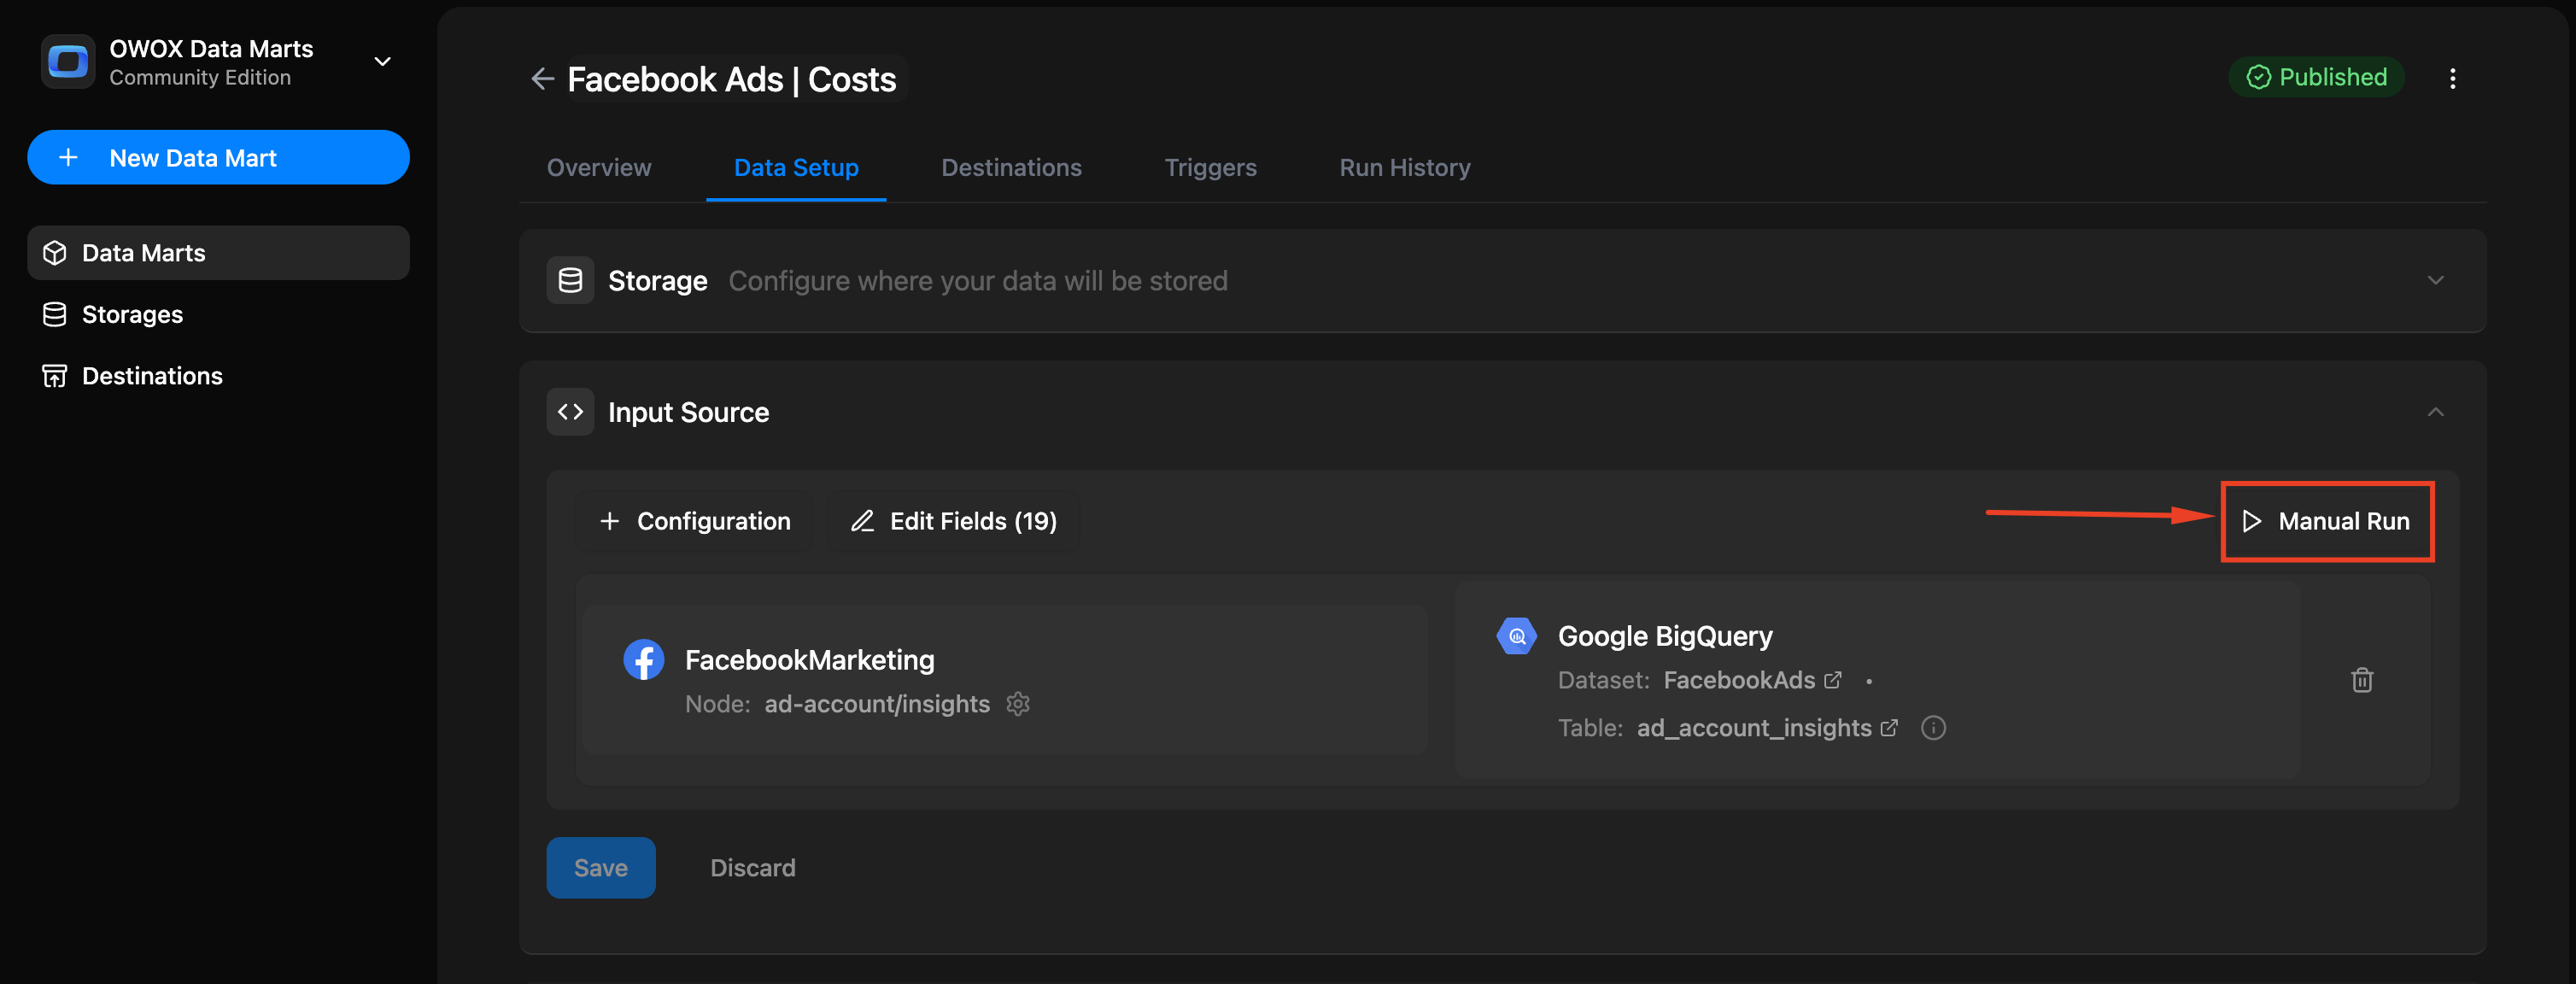 OWOX Data Marts
Community Edition
New Data Mart
Data Marts
Storages
Destinations
Facebook Ads | Costs
Published
Overview
Data Setup
Destinations
Triggers
Run History
Storage
Configure where your data will be stored
Input Source
Configuration
Edit Fields (19)
Manual Run
FacebookMarketing
Node: ad-account/insights
Google BigQuery
Dataset: FacebookAds •
Table: ad_account_insights
Save
Discard